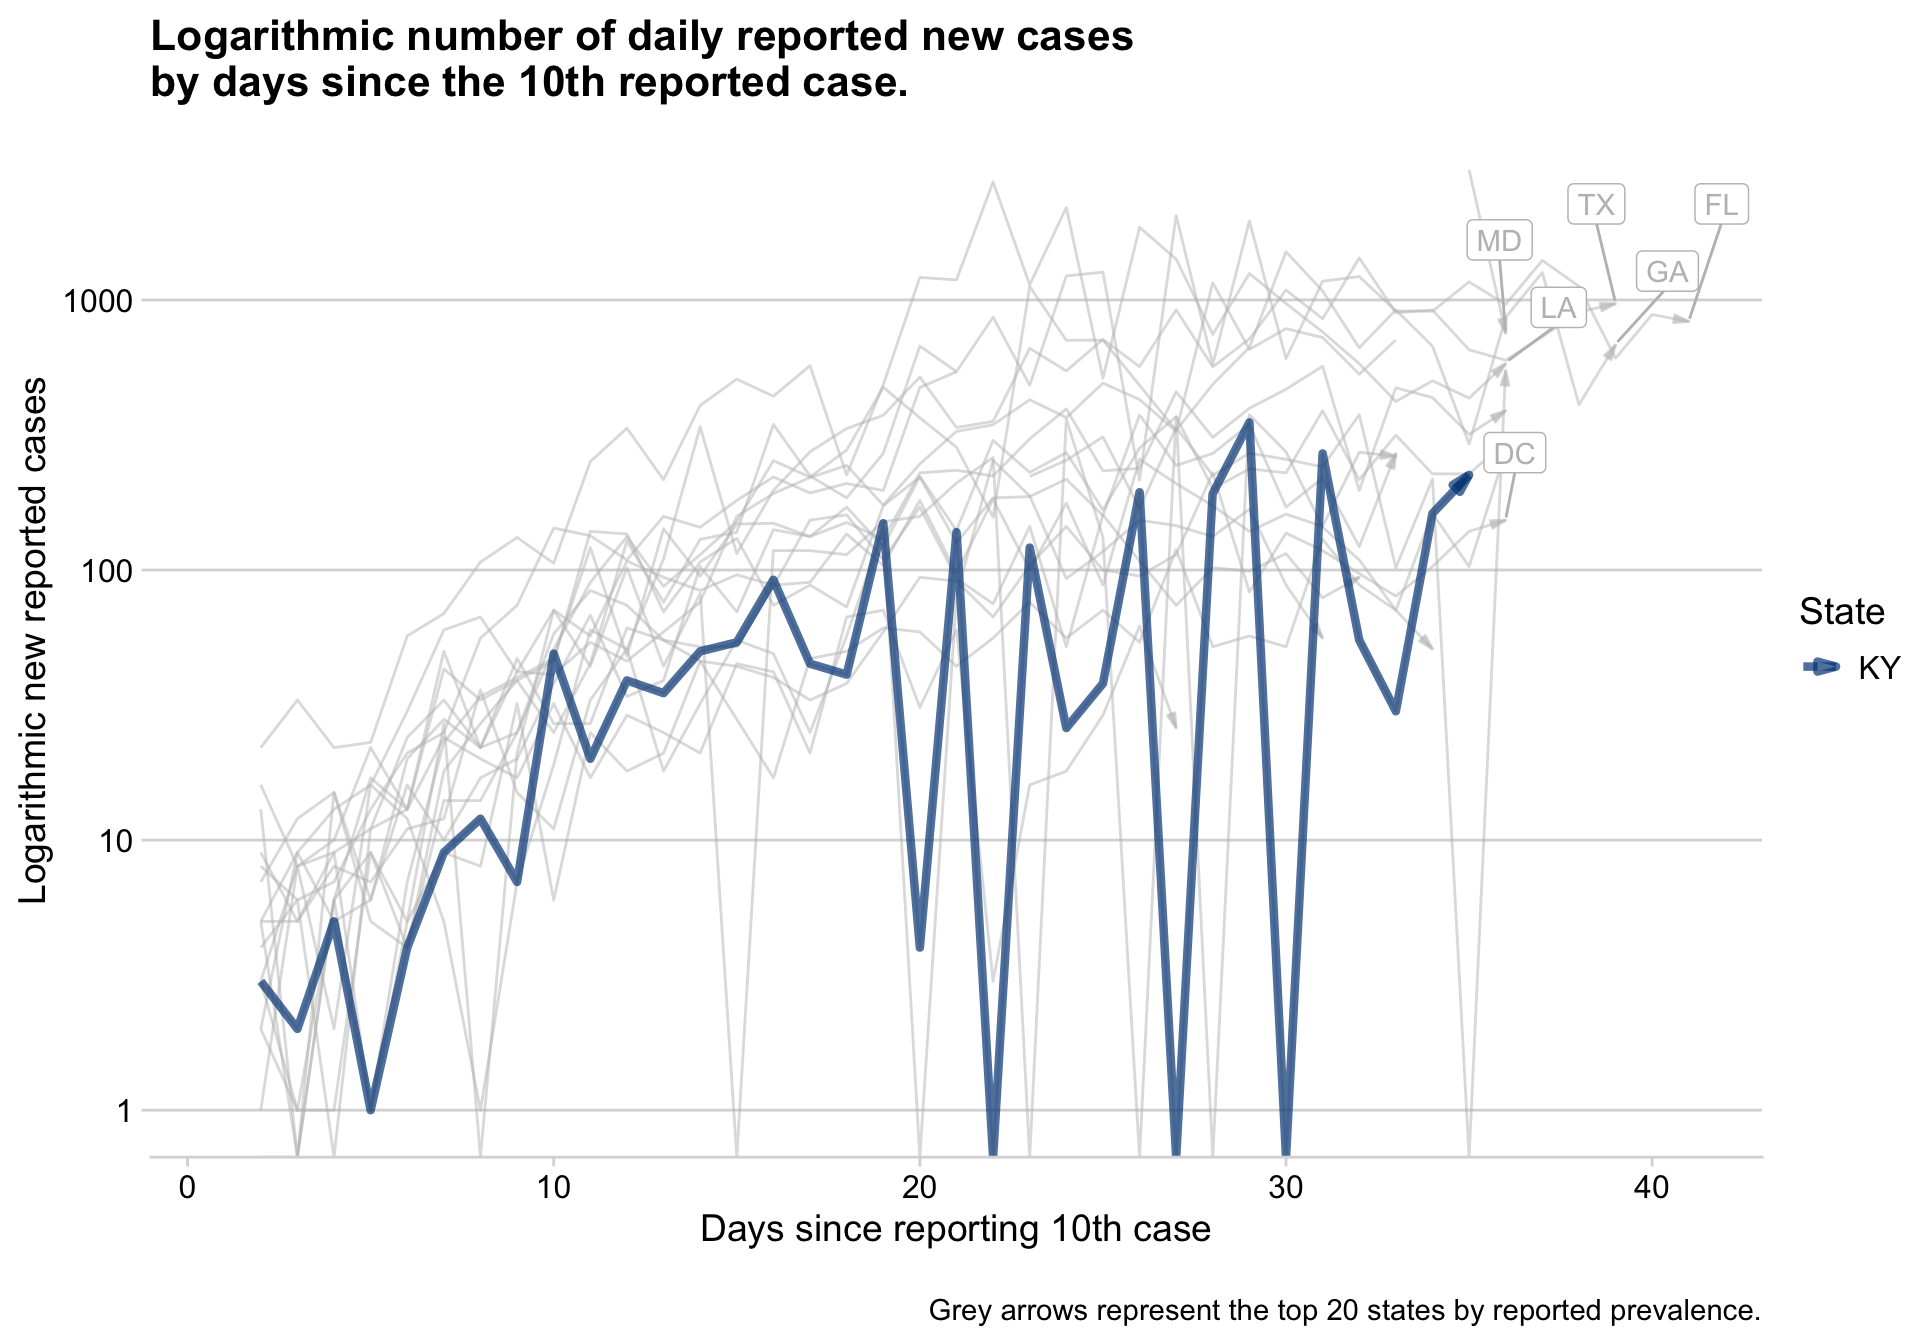 Logarithmic number of daily reported new cases
by days since the 10th reported case.
TX
FL
MD
GA
LA
DC
1000
100
10
1
Logarithmic new reported cases
0
10
20
30
40
Days since reporting 10th case
State
KY
Grey arrows represent the top 20 states by reported prevalence.